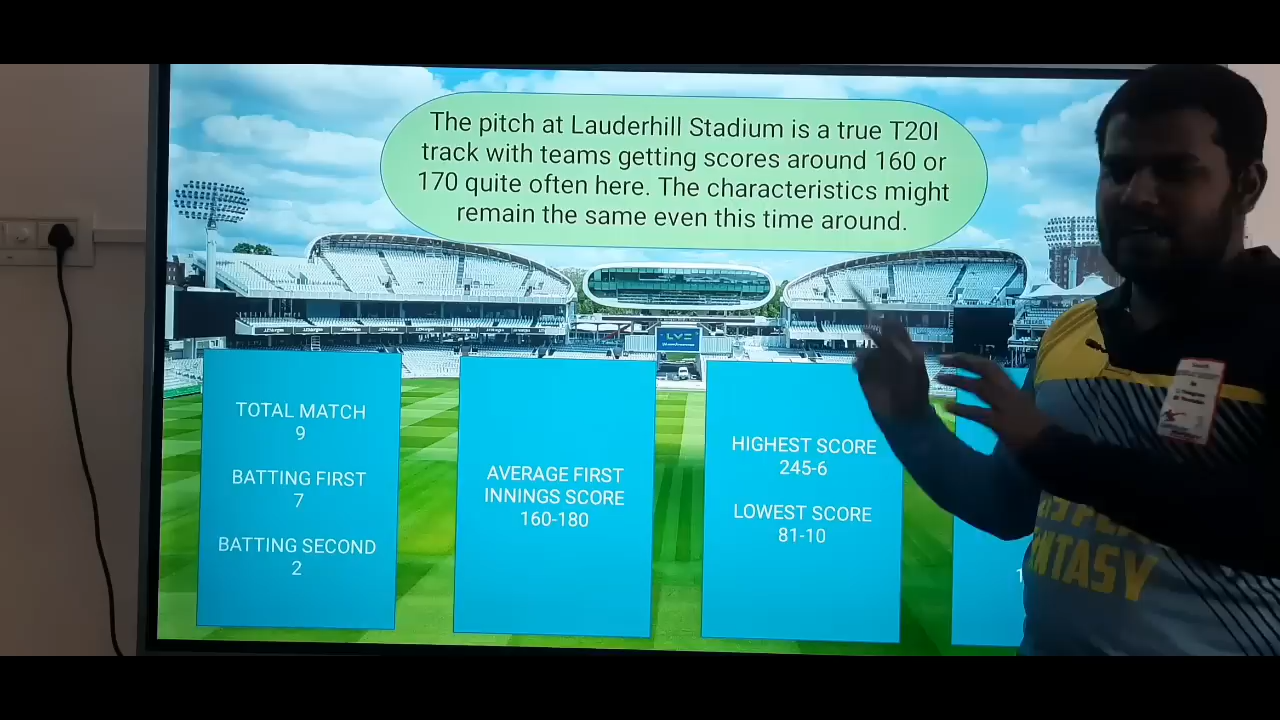 The pitch at Lauderhill Stadium is a true T20I
track with teams getting scores around 160 or
170 quite often here. The characteristics might
remain the same even this time around.
TOTAL MATCH
9
BATTING FIRST
7
BATTING SECOND
2
AVERAGE FIRST
INNINGS SCORE
160-180
HIGHEST SCORE
245-6
LOWEST SCORE
81-10